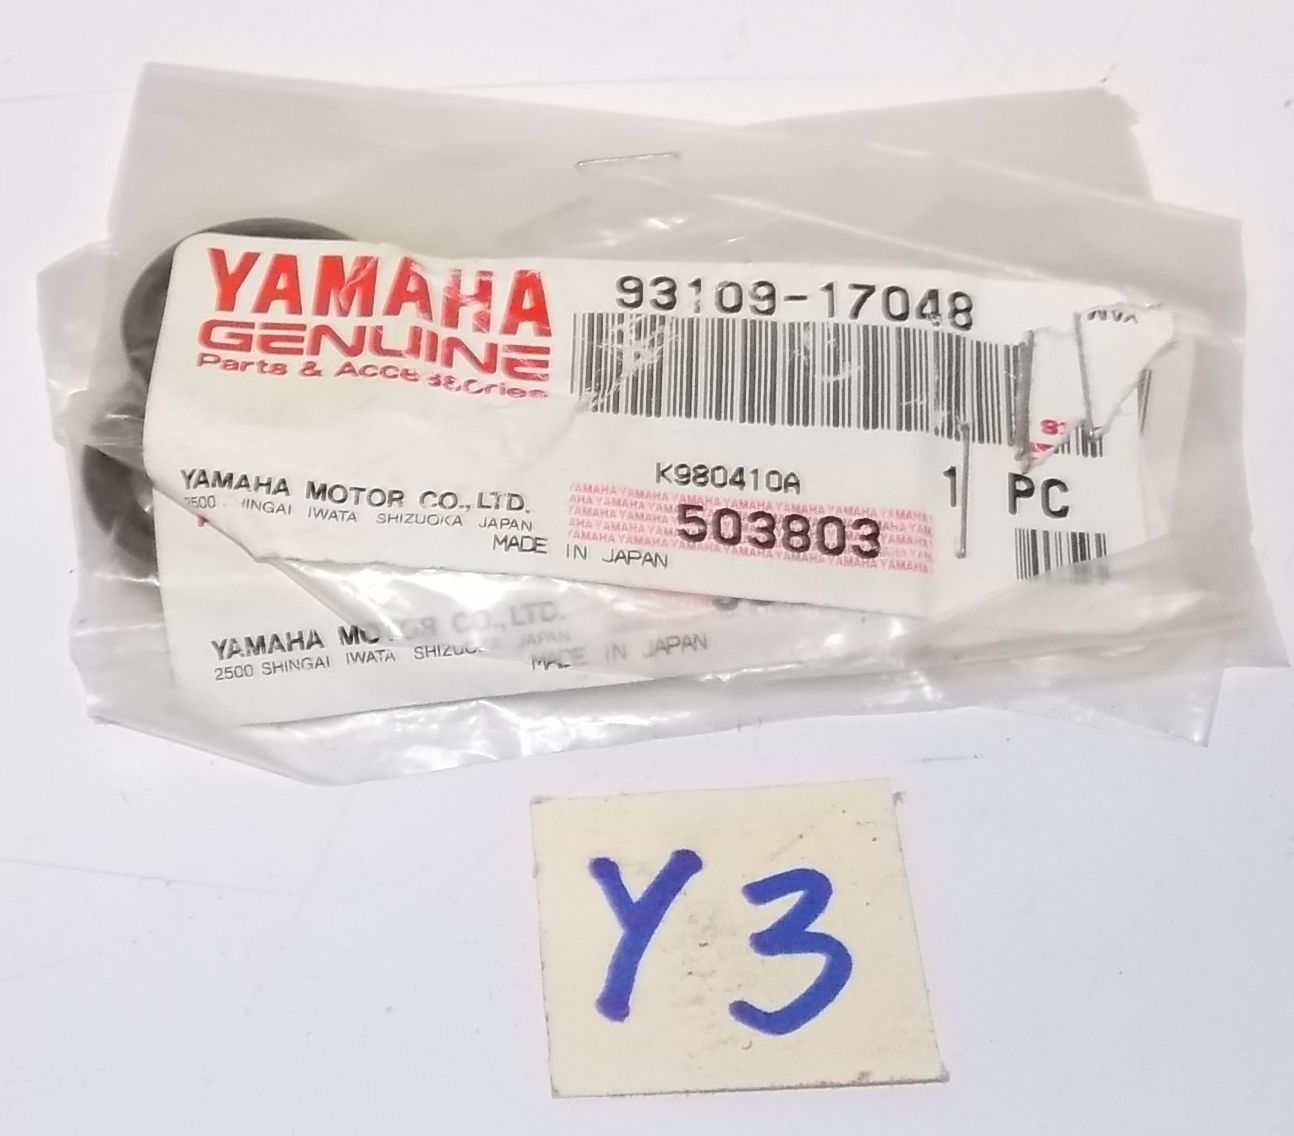 YAMAHA
GENUINE
Parts & Accessories
93109-17048
K980410A
1 PC
503803
YAMAHA MOTOR CO.,LTD.
2500 SHINGAI IWATA SHIZUOKA JAPAN
MADE IN JAPAN
YAMAHA MOTOR CO.,LTD.
2500 SHINGAI IWATA SHIZUOKA JAPAN
MADE IN JAPAN
Y3